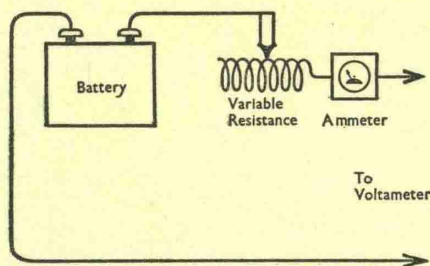 Battery
Variable
Resistance
Ammeter
To
Voltameter